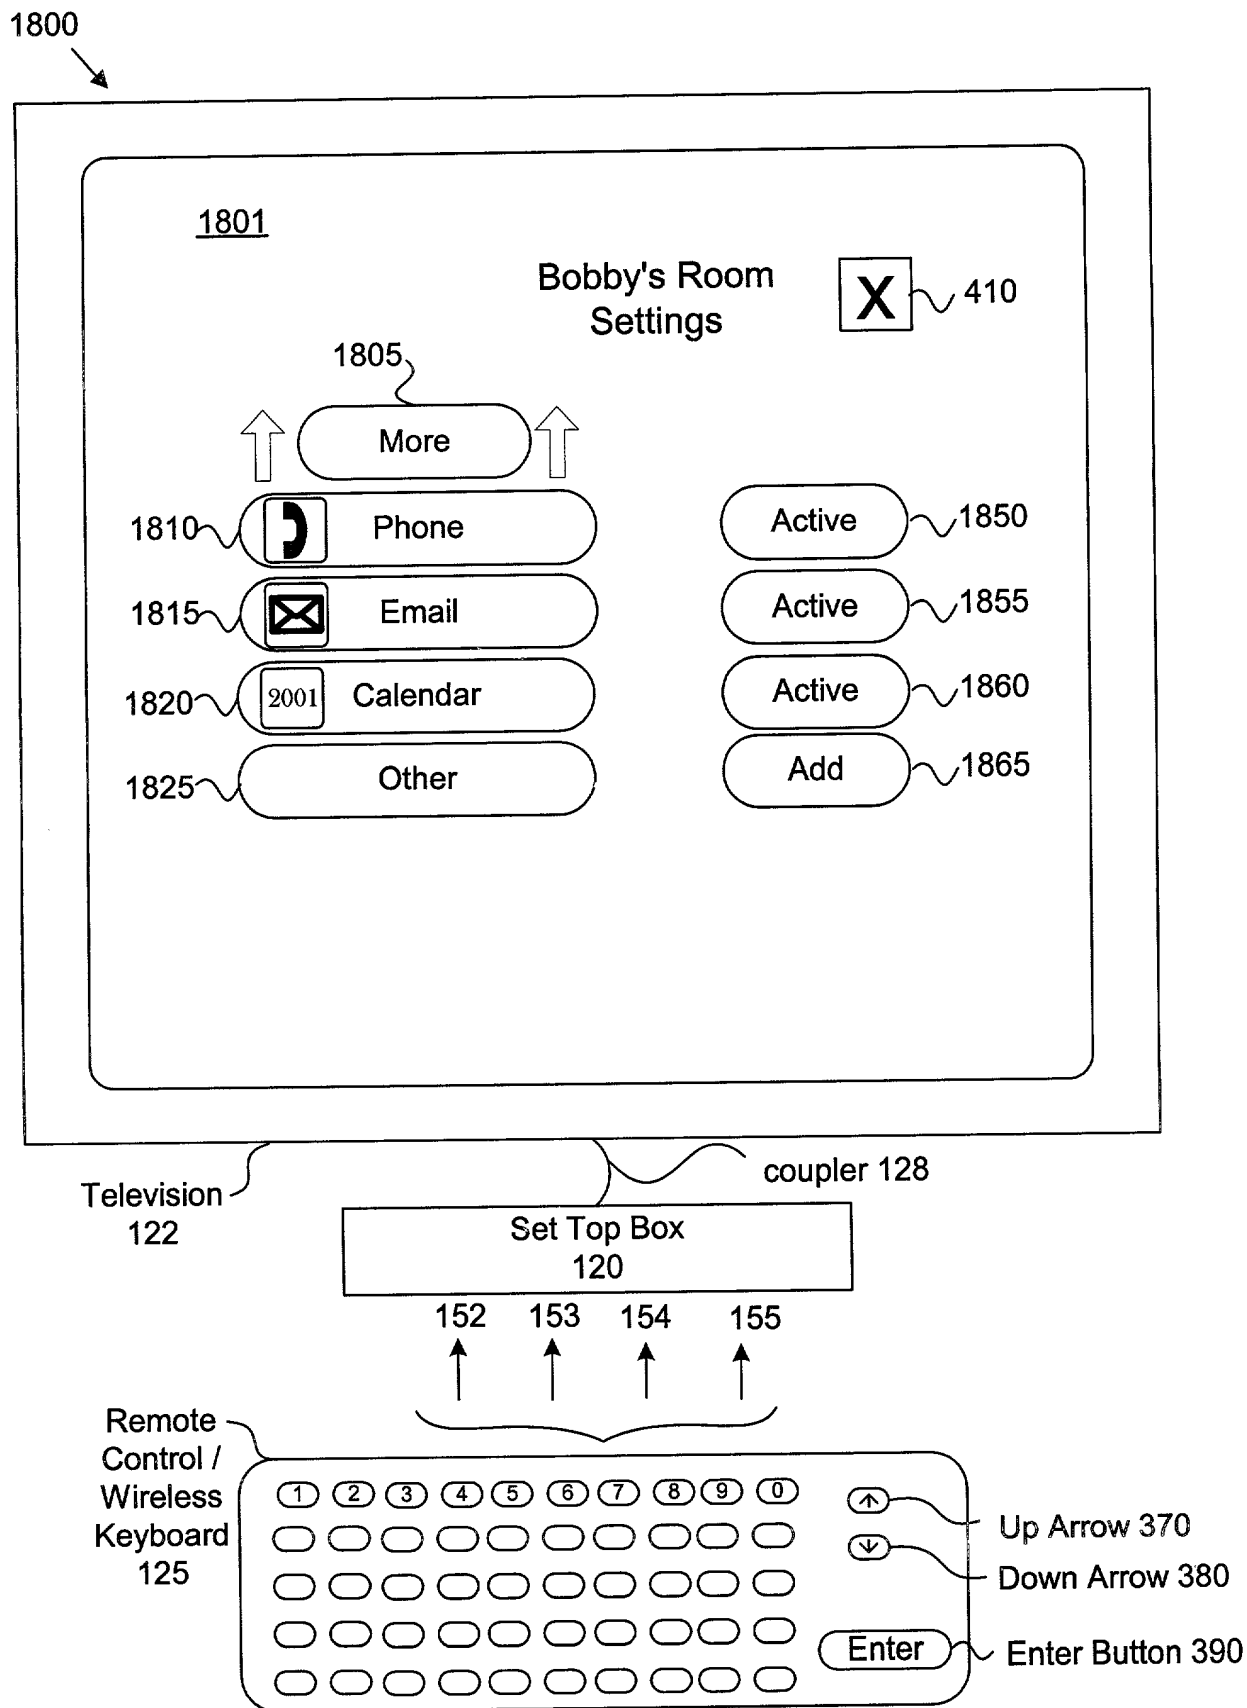 1800
1801
Bobby's Room
Settings
X
410
1805
More
1810
Phone
Active
1850
1815
Email
Active
1855
1820
2001
Calendar
Active
1860
1825
Other
Add
1865
Television
122
coupler 128
Set Top Box
120
152 153 154 155
Remote
Control /
Wireless
Keyboard
125
1 2 3 4 5 6 7 8 9 0
Up Arrow 370
Down Arrow 380
Enter
Enter Button 390